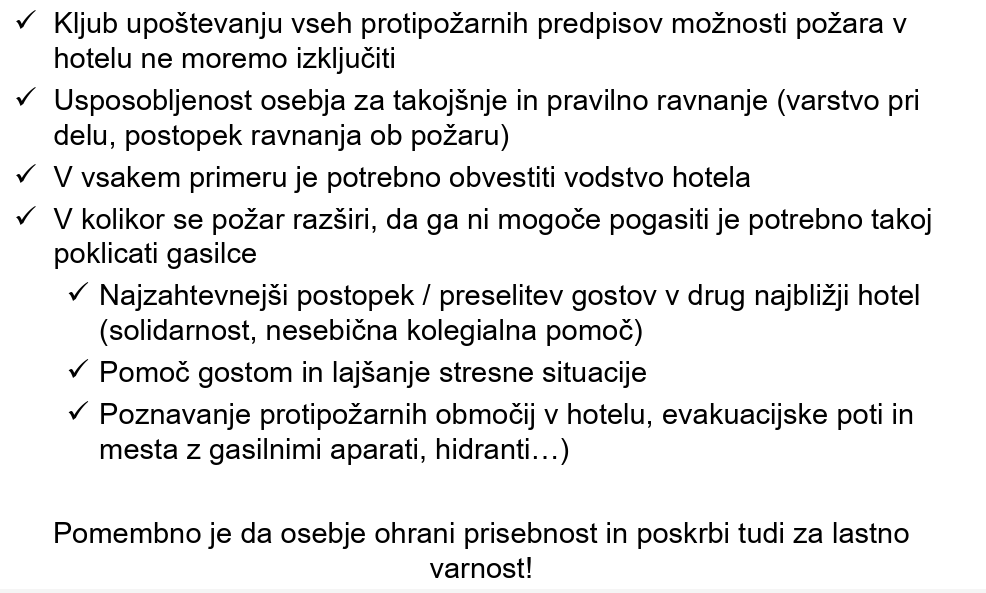 ✓ Kljub upoštevanju vseh protipožarnih predpisov možnosti požara v
hotelu ne moremo izključiti
✓ Usposobljenost osebja za takojšnje in pravilno ravnanje (varstvo pri
delu, postopek ravnanja ob požaru)
✓ V vsakem primeru je potrebno obvestiti vodstvo hotela
✓ V kolikor se požar razširi, da ga ni mogoče pogasiti je potrebno takoj
poklicati gasilce
✓ Najzahtevnejši postopek / preselitev gostov v drug najbližji hotel
(solidarnost, nesebična kolegialna pomoč)
✓ Pomoč gostom in lajšanje stresne situacije
✓ Poznavanje protipožarnih območij v hotelu, evakuacijske poti in
mesta z gasilnimi aparati, hidranti…)
Pomembno je da osebje ohrani prisebnost in poskrbi tudi za lastno
varnost!